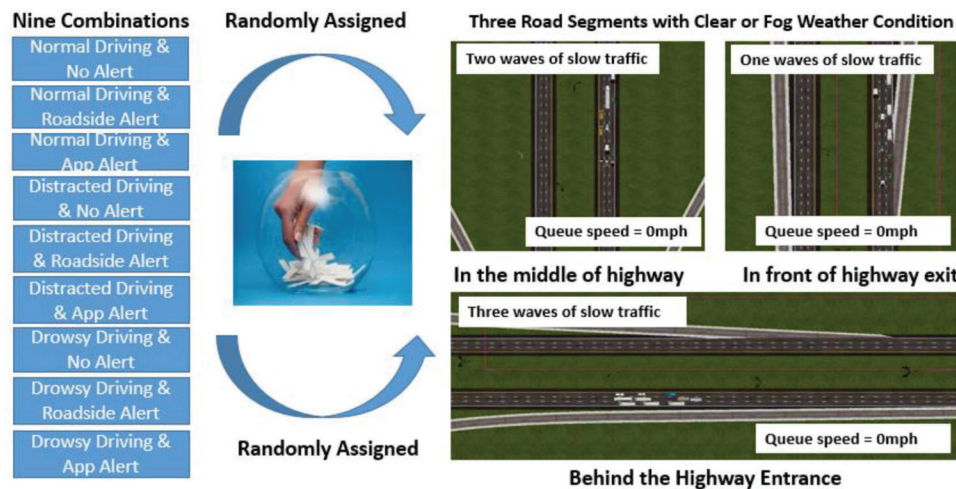 Nine Combinations
Normal Driving &
No Alert
Normal Driving &
Roadside Alert
Normal Driving &
App Alert
Distracted Driving
& No Alert
Distracted Driving
& Roadside Alert
Distracted Driving
& App Alert
Drowsy Driving &
No Alert
Drowsy Driving &
Roadside Alert
Drowsy Driving &
App Alert
Randomly Assigned
Randomly Assigned
Three Road Segments with Clear or Fog Weather Condition
Two waves of slow traffic
Queue speed = 0mph
In the middle of highway
One waves of slow traffic
Queue speed = 0mph
In front of highway exit
Three waves of slow traffic
Queue speed = 0mph
Behind the Highway Entrance